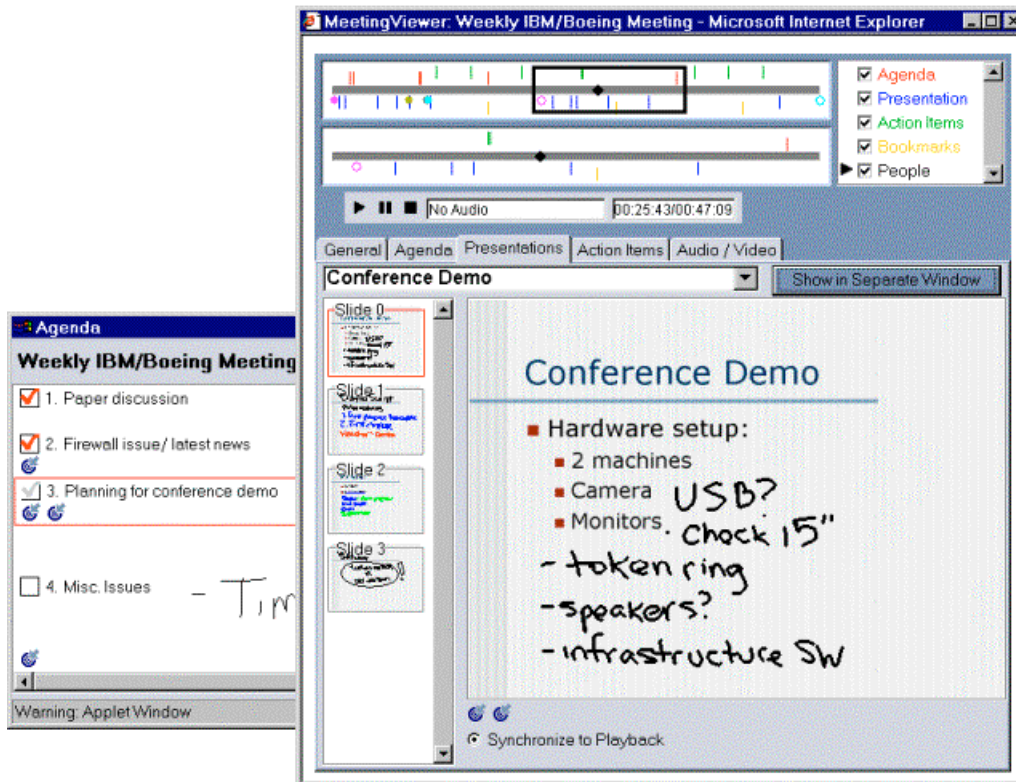 MeetingViewer: Weekly IBM/Boeing Meeting - Microsoft Internet Explorer
Agenda
Presentation
Action Items
Bookmarks
People
No Audio
00:25:43/00:47:09
General
Agenda
Presentations
Action Items
Audio / Video
Conference Demo
Show in Separate Window
Slide 0
Slide 1
Slide 2
Slide 3
Conference Demo
Hardware setup:
2 machines
Camera USB?
Monitors. Check 15"
- token ring
- speakers?
- infrastructure SW
Synchronize to Playback
Agenda
Weekly IBM/Boeing Meeting
1. Paper discussion
2. Firewall issue/ latest news
3. Planning for conference demo
4. Misc. Issues - Tim
Warning: Applet Window